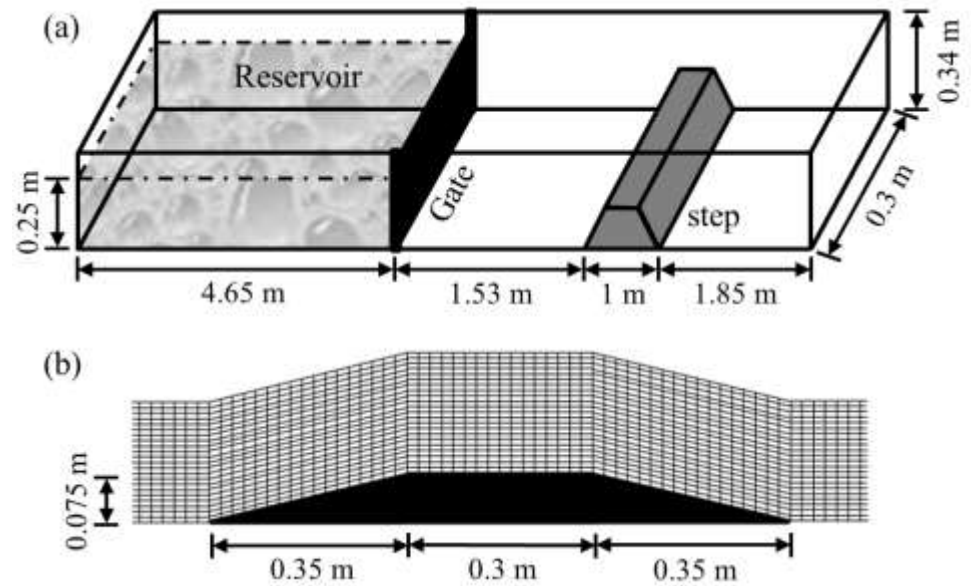 (a)
Reservoir
Gate
step
0.34 m
0.3 m
0.25 m
4.65 m
1.53 m
1 m
1.85 m
(b)
0.075 m
0.35 m
0.3 m
0.35 m